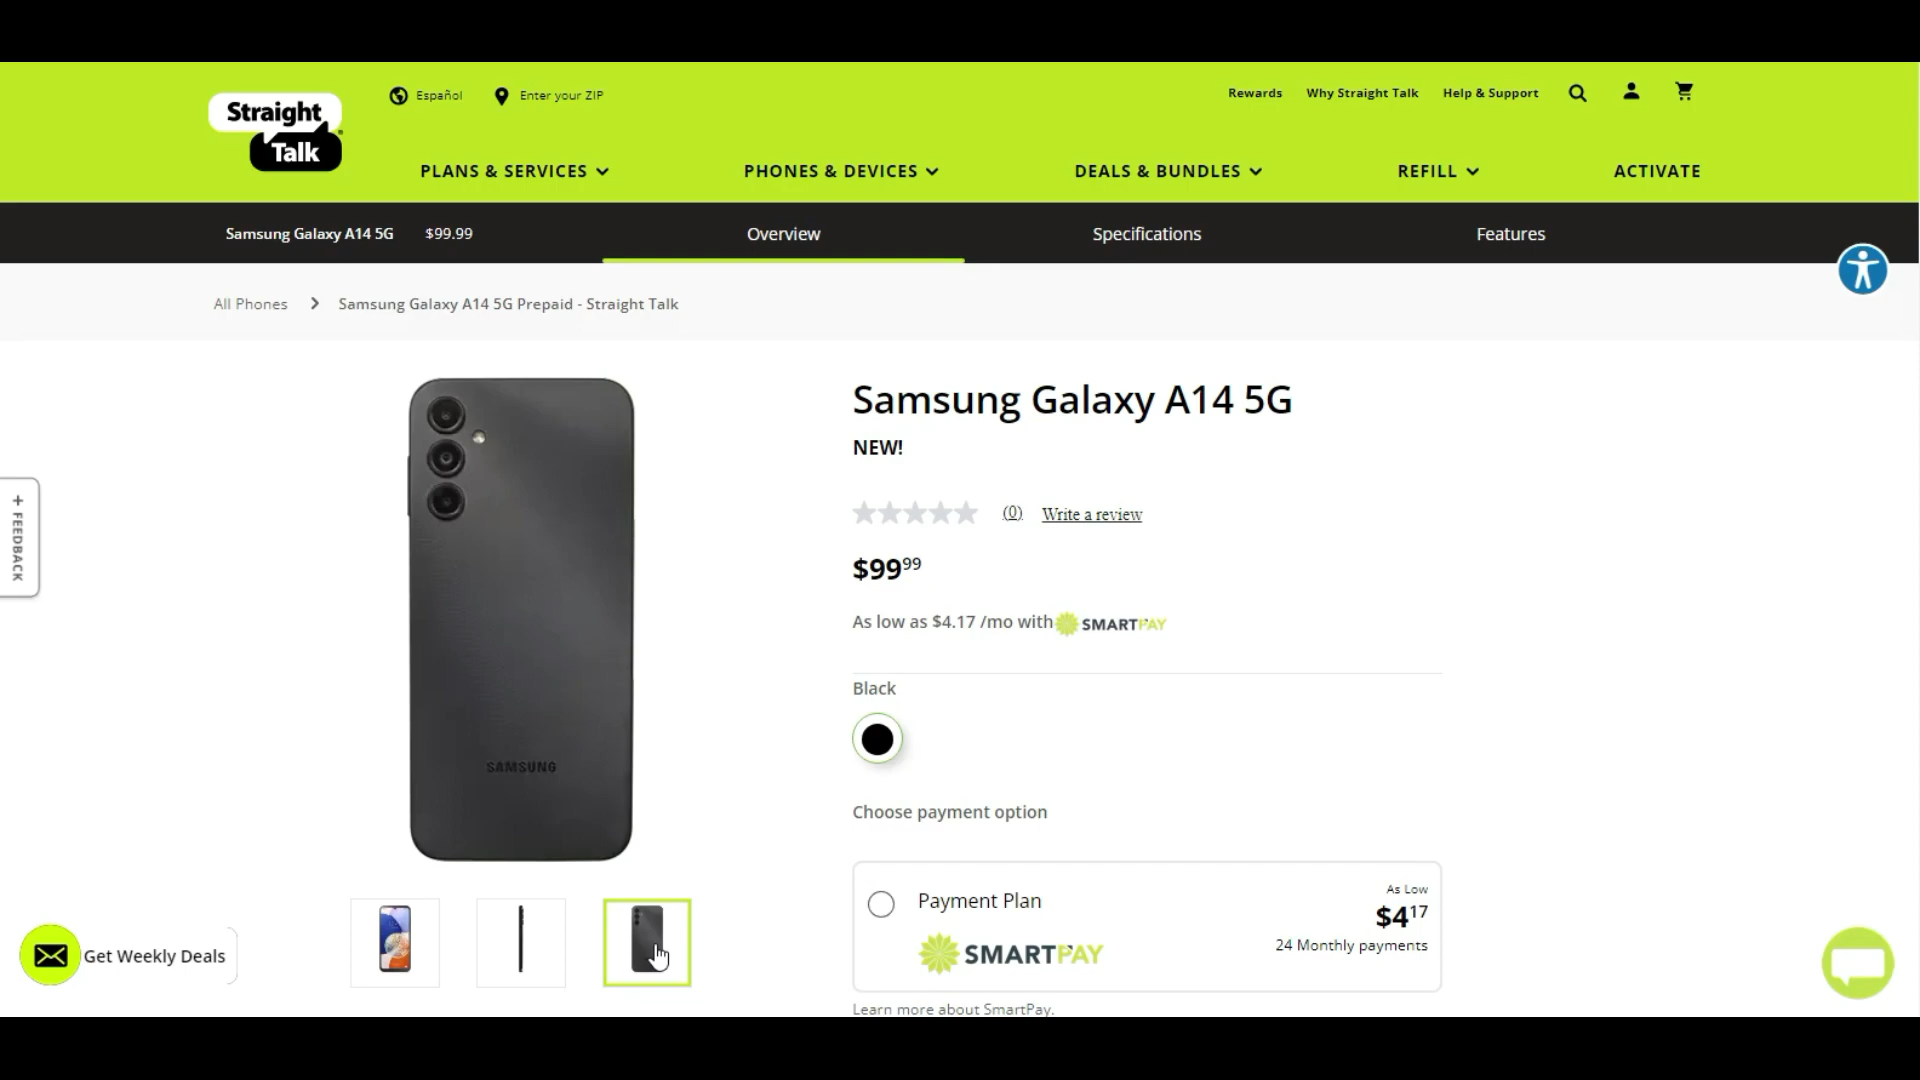 Español
Enter your ZIP
Rewards
Why Straight Talk
Help & Support
Straight
Talk
PLANS & SERVICES
PHONES & DEVICES
DEALS & BUNDLES
REFILL
ACTIVATE
Samsung Galaxy A14 5G
$99.99
Overview
Specifications
Features
All Phones
Samsung Galaxy A14 5G Prepaid - Straight Talk
Samsung Galaxy A14 5G
NEW!
(0)
Write a review
$99 99
As low as $4.17 /mo with SMARTPAY
Black
Choose payment option
Payment Plan
As Low
$4 17
SMARTPAY
24 Monthly payments
Learn more about SmartPay.
SAMSUNG
+ FEEDBACK
Get Weekly Deals